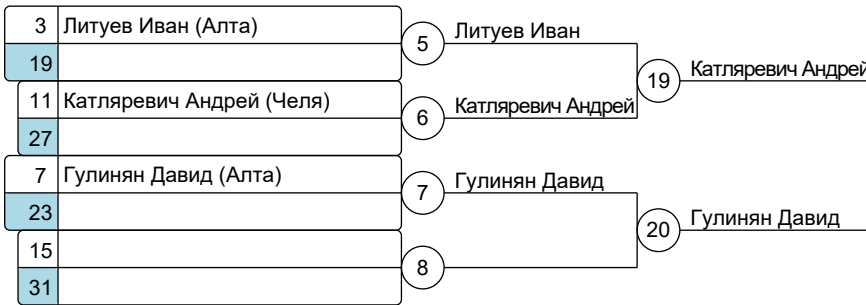 3 Литуев Иван (Алта)
19
5 Литуев Иван
11 Катляревич Андрей (Челя)
27
6 Катляревич Андрей
19 Катляревич Андрей
7 Гулинян Давид (Алта)
23
7 Гулинян Давид
15
31
8
20 Гулинян Давид